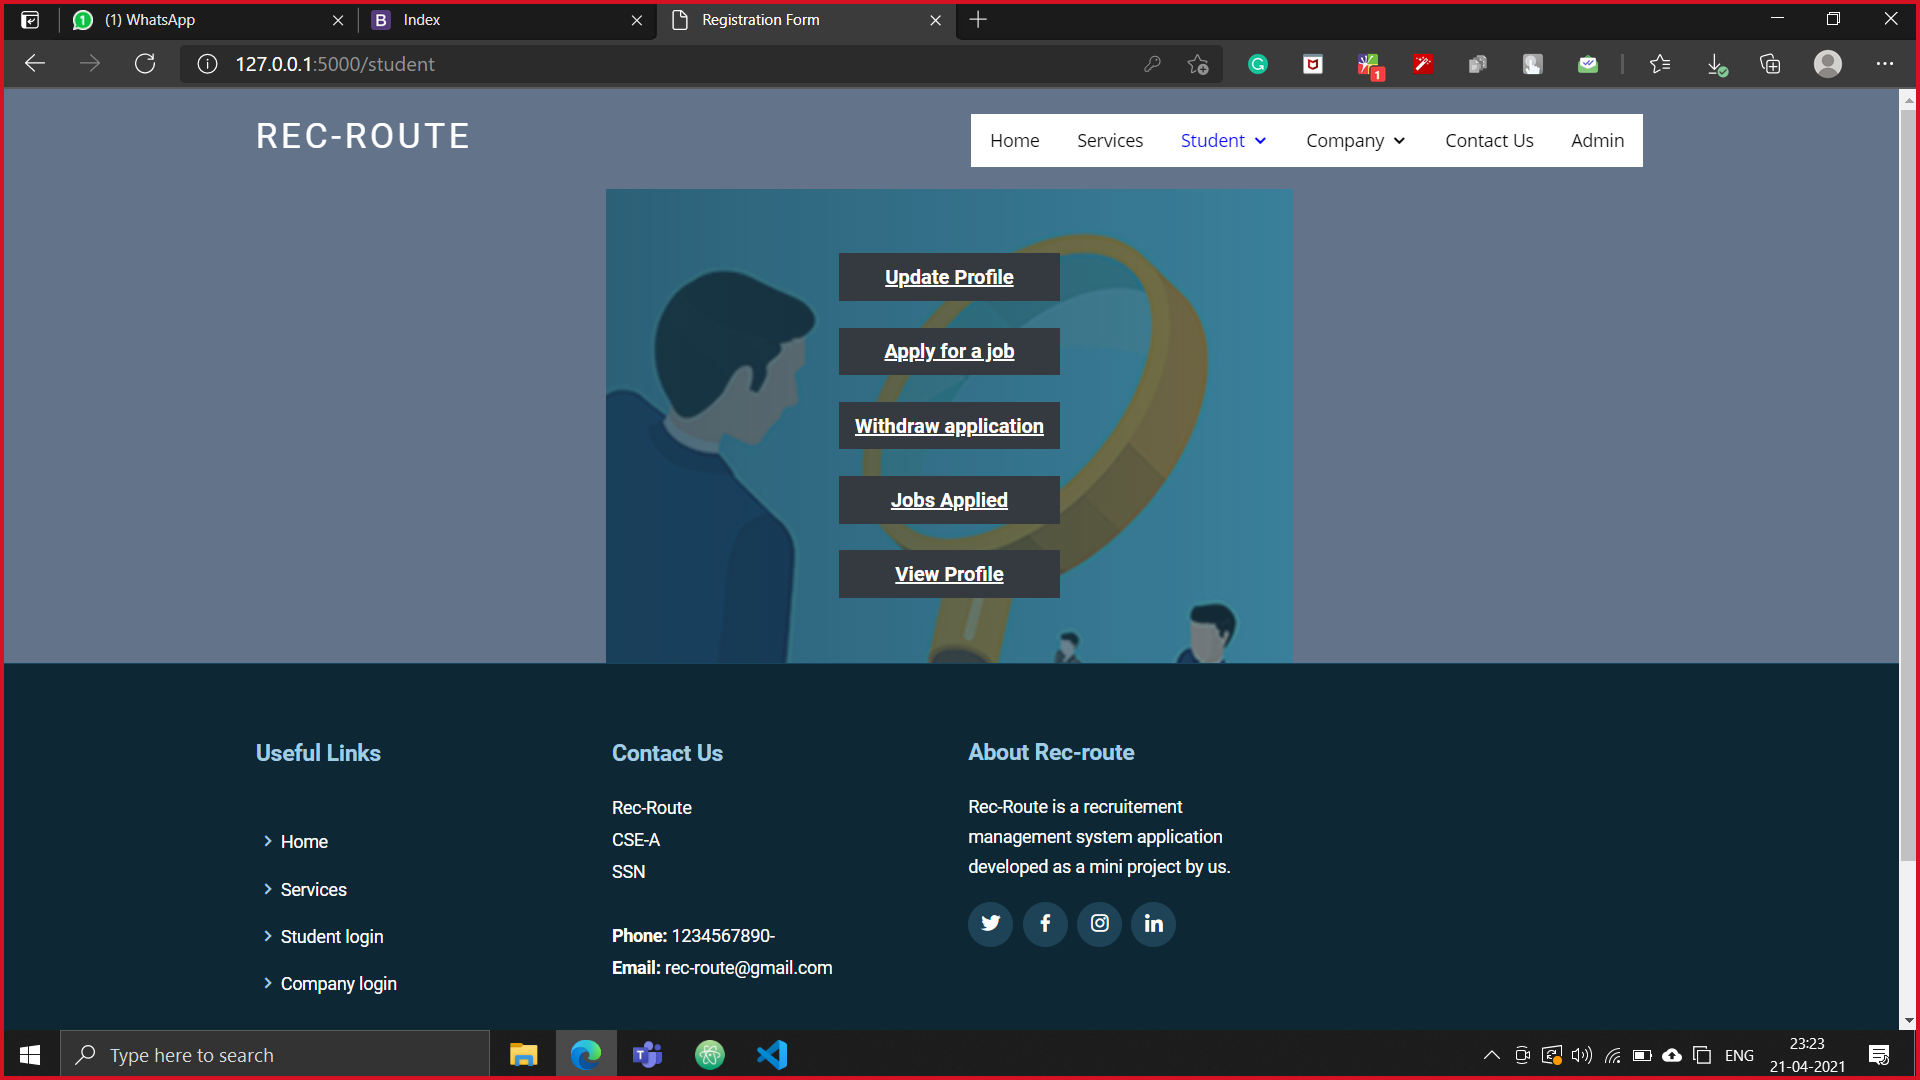 (1) WhatsApp
Index
Registration Form
127.0.0.1:5000/student
1
REC-ROUTE
Home Services Student Company Contact Us Admin
Update Profile
Apply for a job
Withdraw application
Jobs Applied
View Profile
Useful Links
Home
Services
Student login
Company login
Contact Us
Rec-Route
CSE-A
SSN
Phone: 1234567890-
Email: rec-route@gmail.com
About Rec-route
Rec-Route is a recruitement
management system application
developed as a mini project by us.
Type here to search
ENG
23:23
21-04-2021